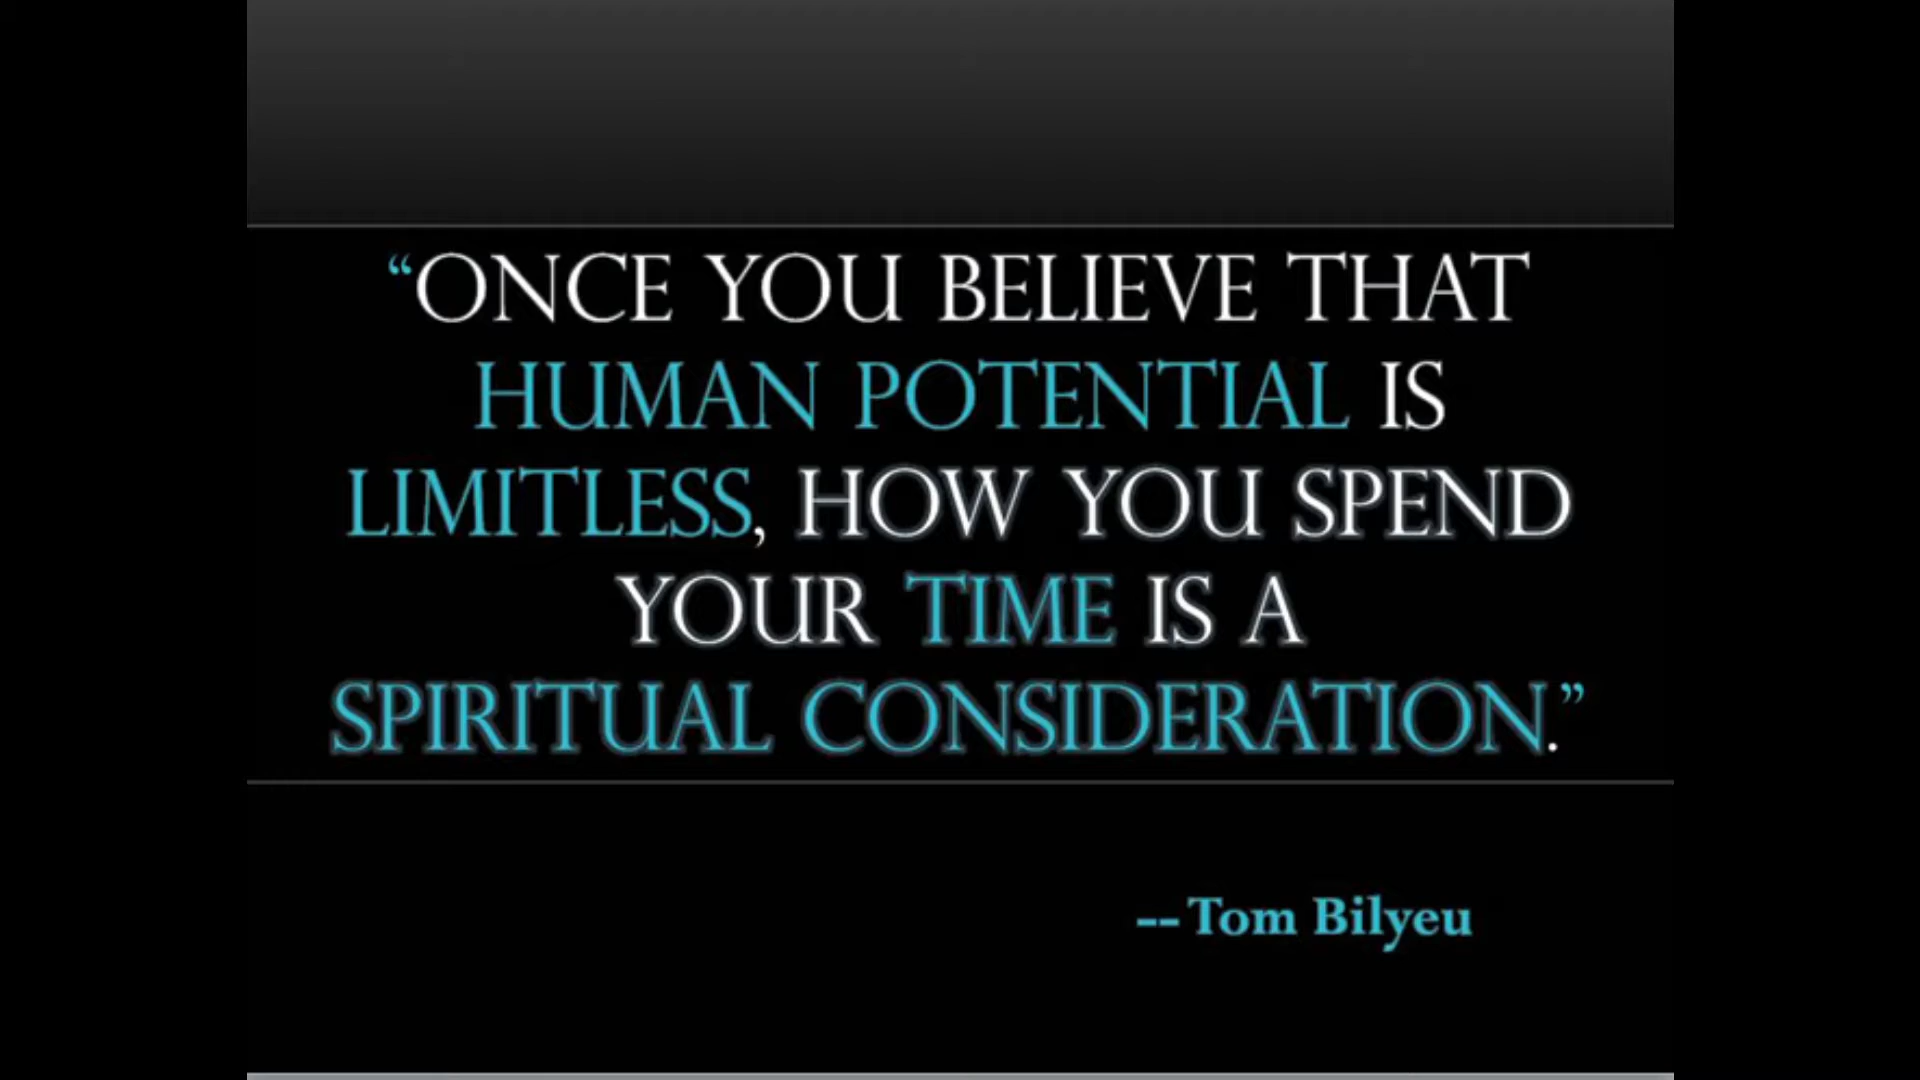 “ONCE YOU BELIEVE THAT
HUMAN POTENTIAL IS
LIMITLESS, HOW YOU SPEND
YOUR TIME IS A
SPIRITUAL CONSIDERATION.”
--Tom Bilyeu